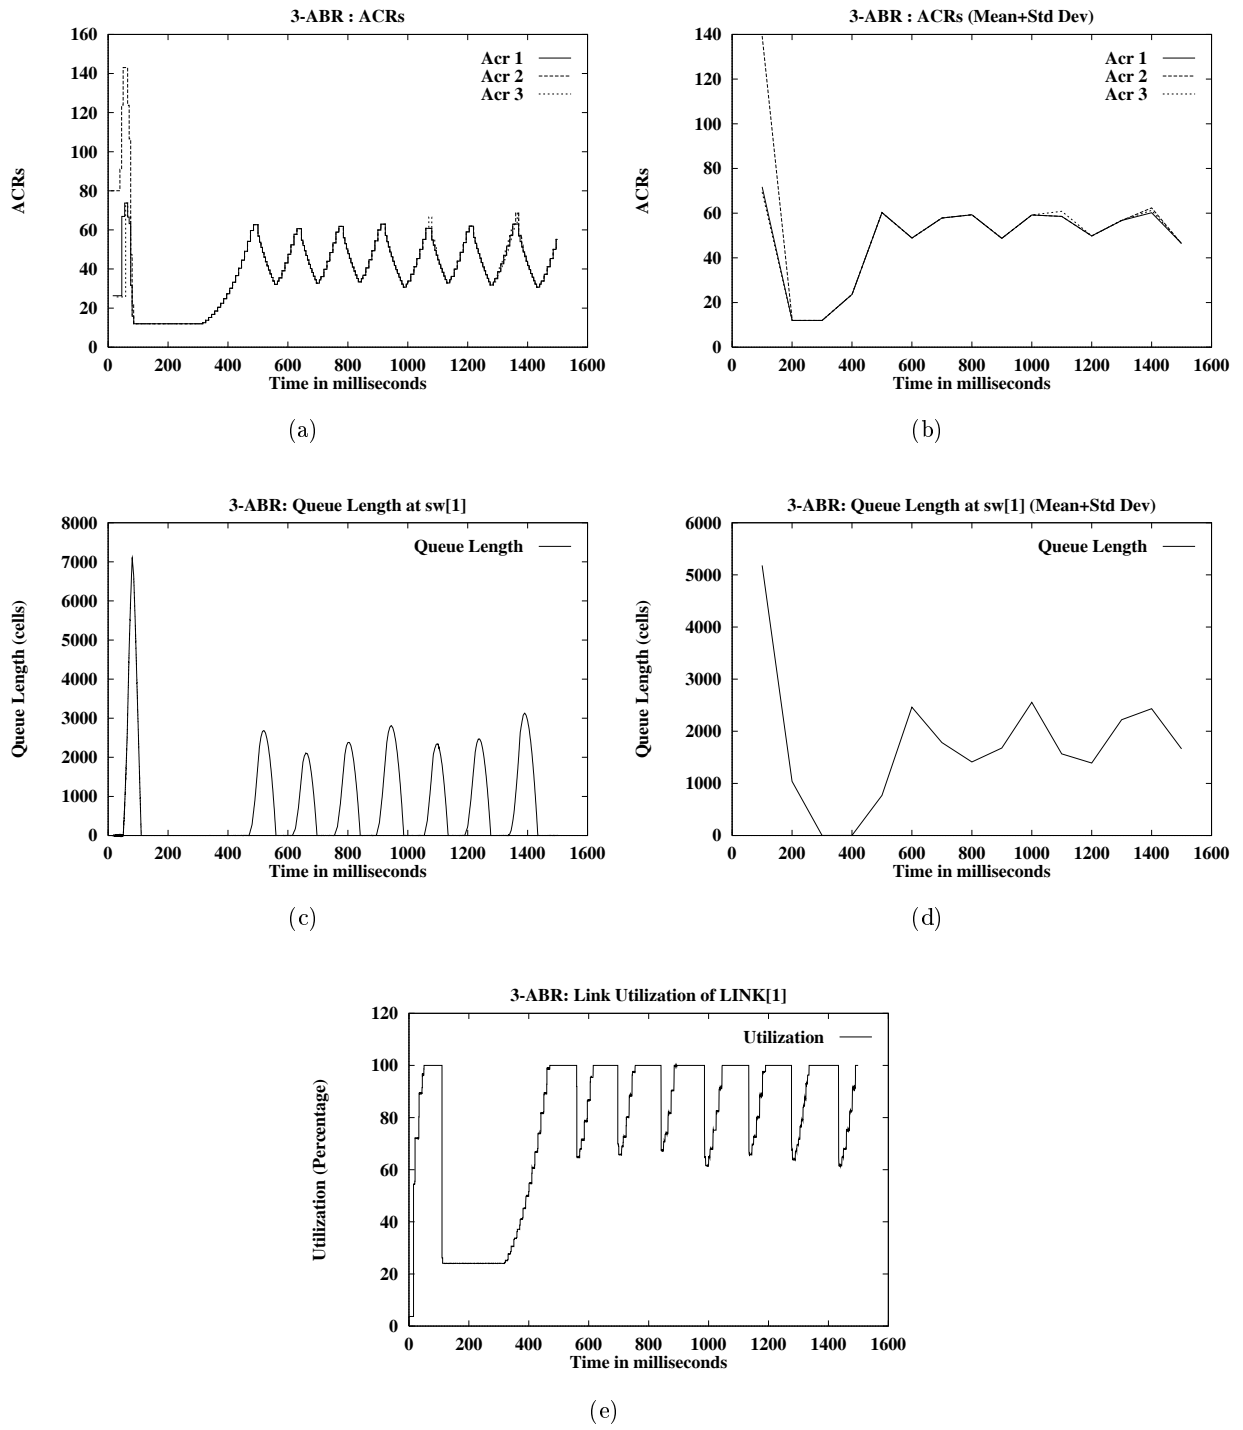 3-ABR : ACRs
160
140
120
100
80
60
40
20
0
ACRs
Acr 1
Acr 2
Acr 3
0 200 400 600 800 1000 1200 1400 1600
Time in milliseconds
(a)
3-ABR : ACRs (Mean+Std Dev)
140
120
100
80
60
40
20
0
ACRs
Acr 1
Acr 2
Acr 3
0 200 400 600 800 1000 1200 1400 1600
Time in milliseconds
(b)
3-ABR: Queue Length at sw[1]
8000
7000
6000
5000
4000
3000
2000
1000
0
Queue Length (cells)
Queue Length
0 200 400 600 800 1000 1200 1400 1600
Time in milliseconds
(c)
3-ABR: Queue Length at sw[1] (Mean+Std Dev)
6000
5000
4000
3000
2000
1000
0
Queue Length (cells)
Queue Length
0 200 400 600 800 1000 1200 1400 1600
Time in milliseconds
(d)
3-ABR: Link Utilization of LINK[1]
120
100
80
60
40
20
0
Utilization (Percentage)
Utilization
0 200 400 600 800 1000 1200 1400 1600
Time in milliseconds
(e)